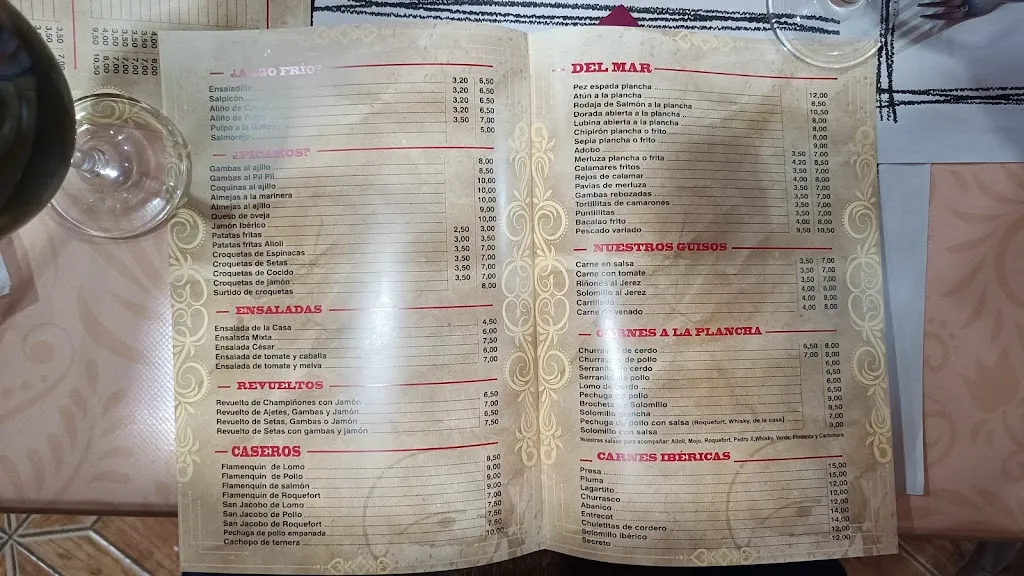 FRÍO?
Ensaladilla 3,20 6,50
Salpicón 3,20 6,50
Aliño de 3,20 6,50
Aliño de 3,20 6,50
Pulpo a la 3,50 7,00
Salmorejo 5,00
¿PICAMOS?
Gambas al ajillo 8,00
Gambas al Pil Pil 8,50
Coquinas al ajillo 10,00
Almejas a la marinera 10,00
Almejas al ajillo 10,00
Queso de oveja 9,00
Jamón Ibérico 10,00
Patatas fritas 2,50 3,00
Patatas fritas Alioli 3,00 3,50
Croquetas de Espinacas 3,50 7,00
Croquetas de Setas 3,50 7,00
Croquetas de Cocido 3,50 7,00
Croquetas de jamón 3,50 7,00
Surtido de croquetas 8,00
ENSALADAS
Ensalada de la Casa 4,50
Ensalada Mixta 6,00
Ensalada César 7,50
Ensalada de tomate y caballa 6,00
Ensalada de tomate y melva 7,00
REVUELTOS
Revuelto de Champiñones con Jamón 6,50
Revuelto de Ajetes, Gambas y Jamón 7,00
Revuelto de Setas, Gambas o Jamón 6,50
Revuelto de Setas con gambas y jamón 7,50
CASEROS
Flamenquín de Lomo 8,50
Flamenquin de Pollo 9,00
Flamenquin de salmón 9,00
Flamenquin de Roquefort 9,00
San Jacobo de Lomo 7,00
San Jacobo de Pollo 7,50
San Jacobo de Roquefort 7,50
Pechuga de pollo empanada 7,50
Cachopo de ternera 10,00
DEL MAR
Pez espada plancha 12,00
Atún a la plancha 8,50
Rodaja de Salmón a la plancha 10,50
Dorada abierta a la plancha 8,00
Lubina abierta a la plancha 8,00
Chipirón plancha o frito 9,00
Sepia plancha o frito 8,00
Adobo 3,50 7,00
Merluza plancha o frita 4,20 8,50
Calamares fritos 3,50 7,00
Rejos de calamar 4,00 8,00
Pavias de merluza 3,50 7,00
Gambas rebozadas 4,00 8,00
Tortillitas de camarones 3,50 7,00
Puntillitas 3,50 7,00
Bacalao frito 4,00 8,00
Pescado variado 9,50 10,50
NUESTROS GUISOS
Carne en salsa 3,50 7,00
Carne con tomate 3,50 7,00
Riñones al Jerez 3,50 7,00
Solomillo al Jerez 4,00 8,00
Carrillada 4,00 8,00
Carne de venado 4,00 8,00
CARNES A LA PLANCHA
Churrasco de cerdo 6,50 8,00
Churrasco de pollo 7,00 8,00
Serranito de cerdo 6,00
Serranito de pollo 6,50
Lomo de cerdo 6,50
Pechuga de pollo 6,00
Brocheta Solomillo 9,00
Solomillo plancha 8,50
Pechuga de pollo con salsa (Roquefort, Whisky, de la casa) 7,00
Solomillo con salsa 9,00
Nuestras salsas para acompañar: Alioli, Mojo, Roquefort, Pedro X, Whisky, Verde, Pimienta y Carbonara
CARNES IBÉRICAS
Presa 15,00
Pluma 15,00
Lagartito 12,00
Churrasco 10,00
Abanico 12,00
Entrecot 14,00
Chuletitas de cordero 14,00
Solomillo ibérico 12,00
Secreto 12,00